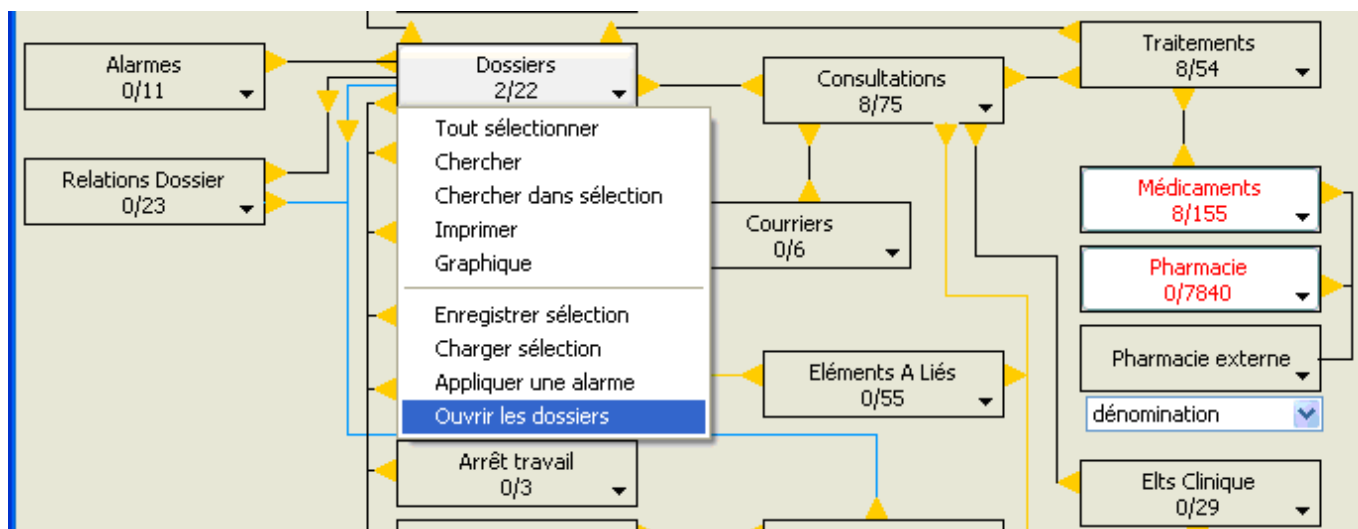 Alarmes
0/11
Dossiers
2/22
Consultations
8/75
Traitements
8/54
Relations Dossier
0/23
Tout sélectionner
Chercher
Chercher dans sélection
Imprimer
Graphique
Enregistrer sélection
Charger sélection
Appliquer une alarme
Ouvrir les dossiers
Courriers
0/6
Médicaments
8/155
Pharmacie
0/7840
Pharmacie externe
dénomination
Eléments A Liés
0/55
Arrêt travail
0/3
Elts Clinique
0/29